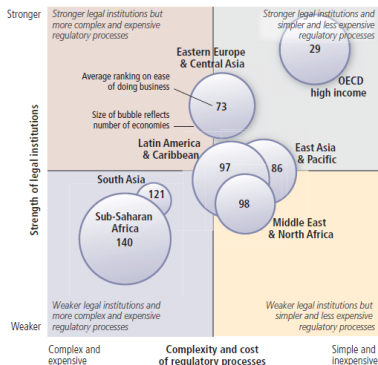 Stronger
Stronger legal institutions but
more complex and expensive
regulatory processes
Stronger legal institutions and
simpler and less expensive
regulatory processes
29
OECD
high income
Eastern Europe
& Central Asia
Average ranking on ease
of doing business
73
Size of bubble reflects
number of economies
Latin America
& Caribbean
97
East Asia
& Pacific
86
South Asia
121
98
Sub-Saharan
Africa
140
Middle East
& North Africa
Strength of legal institutions
Weaker legal institutions and
more complex and expensive
regulatory processes
Weaker legal institutions but
simpler and less expensive
regulatory processes
Weaker
Complex and
expensive
Complexity and cost
of regulatory processes
Simple and
inexpensive